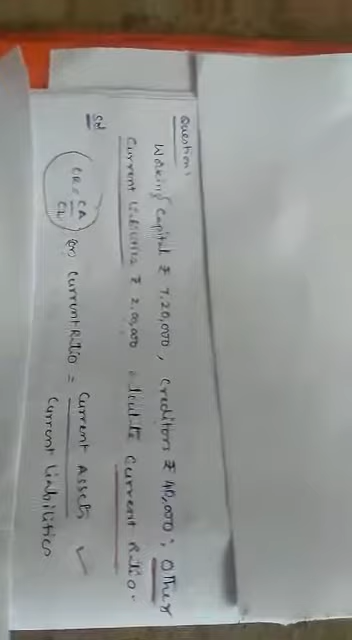 Question:
Working Capital ₹ 7,20,000, Creditors ₹ 40,000; Other
Current Liabilities ₹ 2,00,000 Current Ratio.
Sol
CR = CA
CL
(or) Current Ratio = Current Assets
Current Liabilities